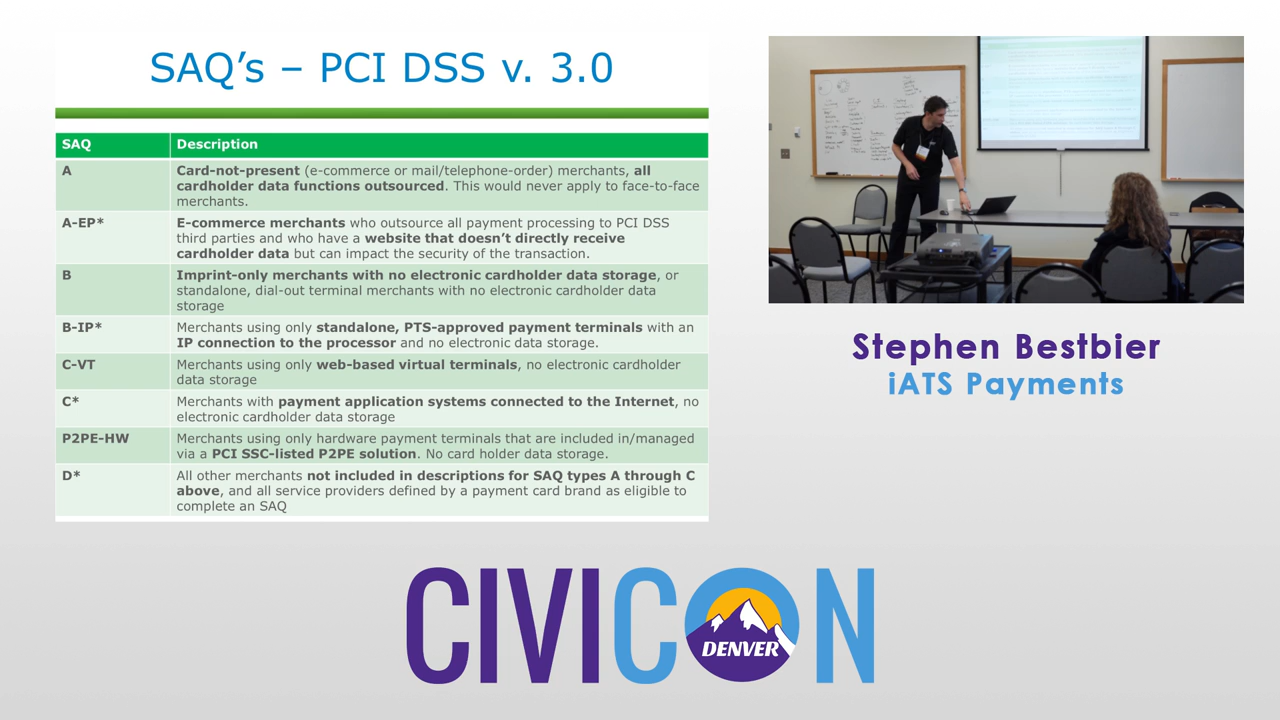 SAQ’s – PCI DSS v. 3.0
SAQ Description
A Card-not-present (e-commerce or mail/telephone-order) merchants, all
cardholder data functions outsourced. This would never apply to face-to-face
merchants.
A-EP* E-commerce merchants who outsource all payment processing to PCI DSS
third parties and who have a website that doesn’t directly receive
cardholder data but can impact the security of the transaction.
B Imprint-only merchants with no electronic cardholder data storage, or
standalone, dial-out terminal merchants with no electronic cardholder data
storage
B-IP* Merchants using only standalone, PTS-approved payment terminals with an
IP connection to the processor and no electronic data storage.
C-VT Merchants using only web-based virtual terminals, no electronic cardholder
data storage
C* Merchants with payment application systems connected to the Internet, no
electronic cardholder data storage
P2PE-HW Merchants using only hardware payment terminals that are included in/managed
via a PCI SSC-listed P2PE solution. No card holder data storage.
D* All other merchants not included in descriptions for SAQ types A through C
above, and all service providers defined by a payment card brand as eligible to
complete an SAQ
Stephen Bestbier
iATS Payments
CIVICON
DENVER